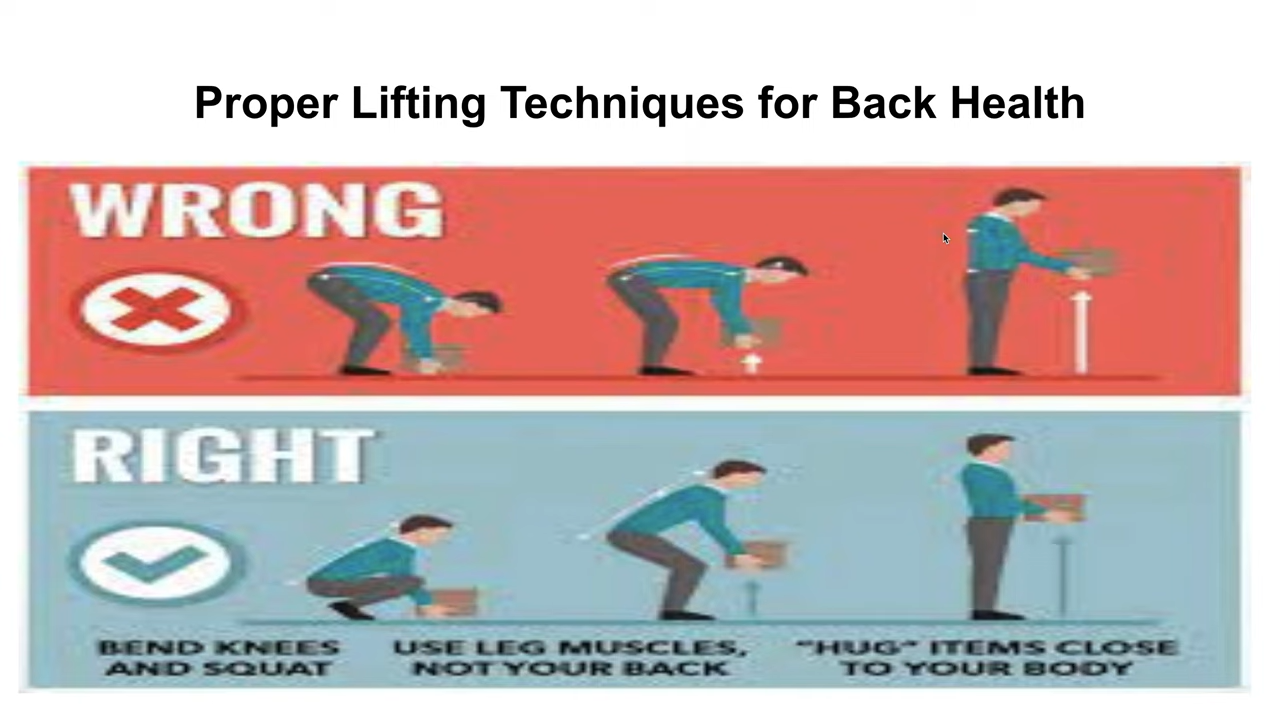 Proper Lifting Techniques for Back Health
WRONG
RIGHT
BEND KNEES
AND SQUAT
USE LEG MUSCLES,
NOT YOUR BACK
"HUG" ITEMS CLOSE
TO YOUR BODY